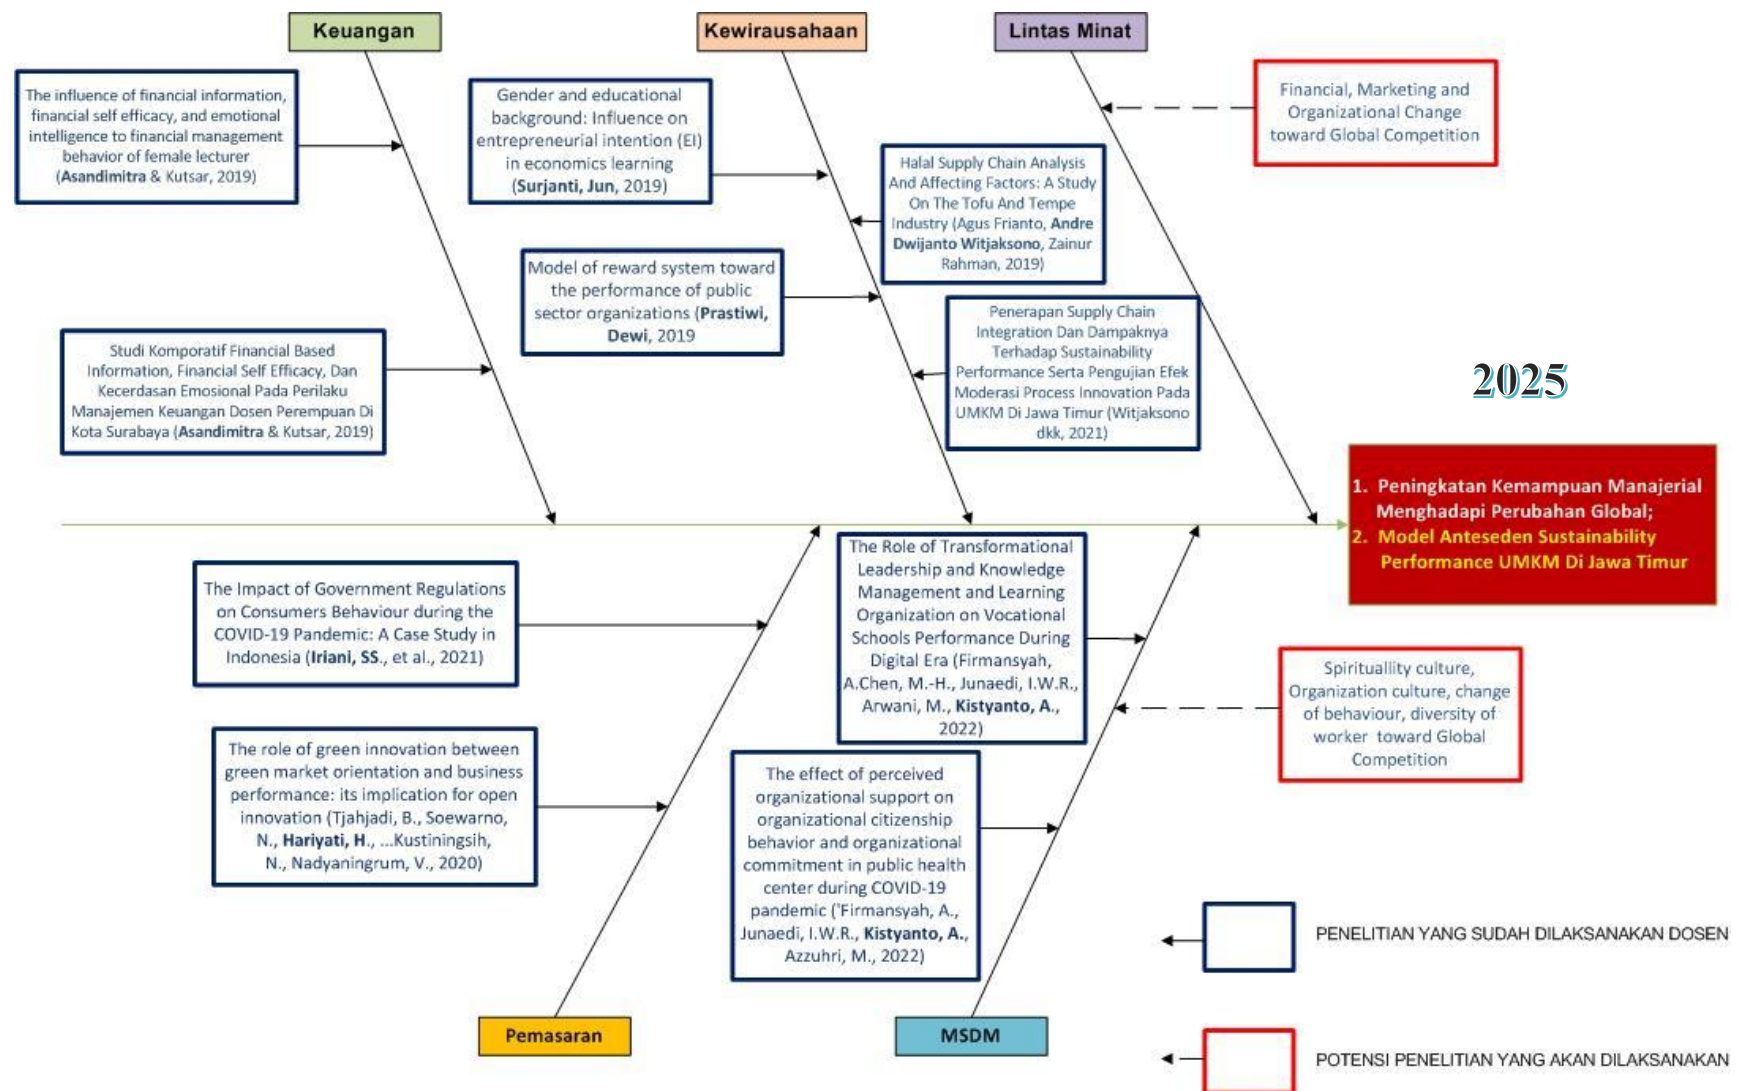 Keuangan
Kewirausahaan
Lintas Minat
The influence of financial information,
financial self efficacy, and emotional
intelligence to financial management
behavior of female lecturer
(Asandimitra & Kutsar, 2019)
Gender and educational
background: Influence on
entrepreneurial intention (EI)
in economics learning
(Surjanti, Jun, 2019)
Financial, Marketing and
Organizational Change
toward Global Competition
Halal Supply Chain Analysis
And Affecting Factors: A Study
On The Tofu And Tempe
Industry (Agus Frianto, Andre
Dwijanto Witjaksono, Zainur
Rahman, 2019)
Model of reward system toward
the performance of public
sector organizations (Prastiwi,
Dewi, 2019
Penerapan Supply Chain
Integration Dan Dampaknya
Terhadap Sustainability
Performance Serta Pengujian Efek
Moderasi Process Innovation Pada
UMKM Di Jawa Timur (Witjaksono
dkk, 2021)
Studi Komporatif Financial Based
Information, Financial Self Efficacy, Dan
Kecerdasan Emosional Pada Perilaku
Manajemen Keuangan Dosen Perempuan Di
Kota Surabaya (Asandimitra & Kutsar, 2019)
2025
1. Peningkatan Kemampuan Manajerial
Menghadapi Perubahan Global;
2. Model Anteseden Sustainability
Performance UMKM Di Jawa Timur
The Impact of Government Regulations
on Consumers Behaviour during the
COVID-19 Pandemic: A Case Study in
Indonesia (Iriani, SS., et al., 2021)
The Role of Transformational
Leadership and Knowledge
Management and Learning
Organization on Vocational
Schools Performance During
Digital Era (Firmansyah,
A.Chen, M.-H., Junaedi, I.W.R.,
Arwani, M., Kistyanto, A.,
2022)
Spirituallity culture,
Organization culture, change
of behaviour, diversity of
worker toward Global
Competition
The role of green innovation between
green market orientation and business
performance: its implication for open
innovation (Tjahjadi, B., Soewarno,
N., Hariyati, H., ...Kustiningsih,
N., Nadyaningrum, V., 2020)
The effect of perceived
organizational support on
organizational citizenship
behavior and organizational
commitment in public health
center during COVID-19
pandemic ('Firmansyah, A.,
Junaedi, I.W.R., Kistyanto, A.,
Azzuhri, M., 2022)
PENELITIAN YANG SUDAH DILAKSANAKAN DOSEN
Pemasaran
MSDM
POTENSI PENELITIAN YANG AKAN DILAKSANAKAN